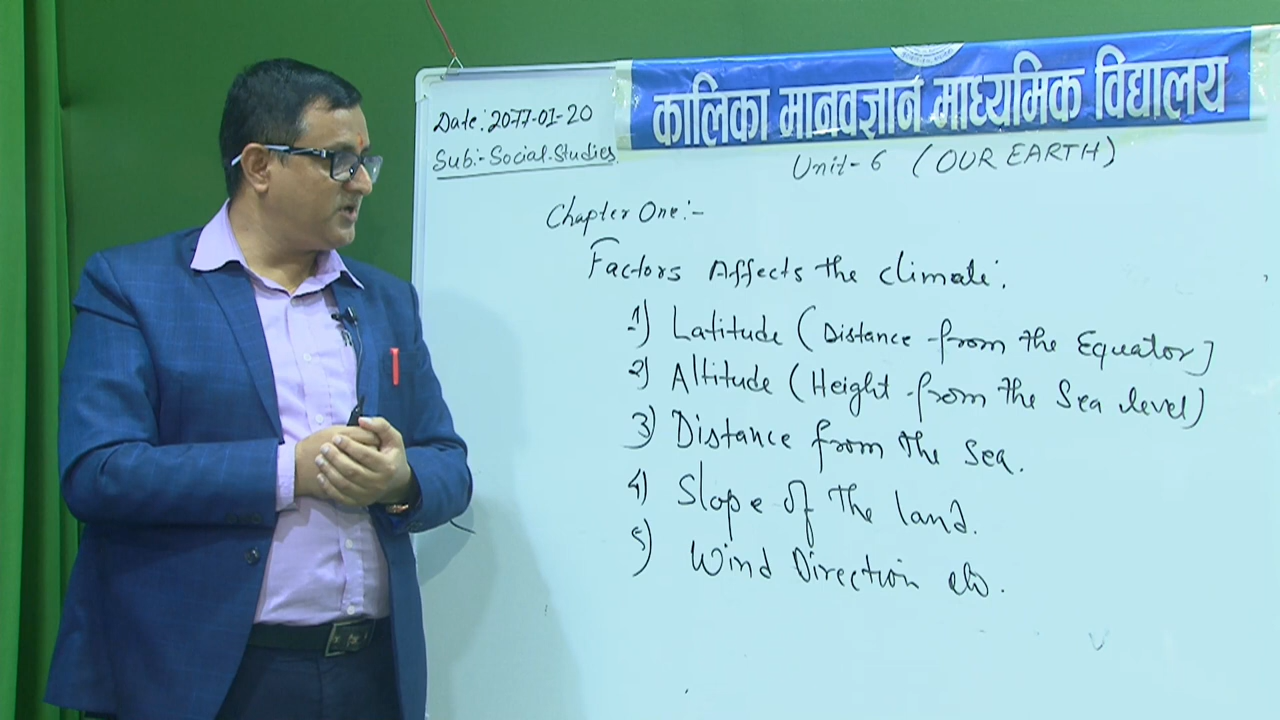 Date: 2077-01-20
Sub:- Social Studies
कालिका मानवज्ञान माध्यमिक विद्यालय
Unit- 6 (OUR EARTH)
Chapter One:-
Factors Affects the climate.
1) Latitude (Distance from the Equator)
2) Altitude (Height from the Sea level)
3) Distance from the Sea.
4) Slope of the land.
5) Wind Direction etc.